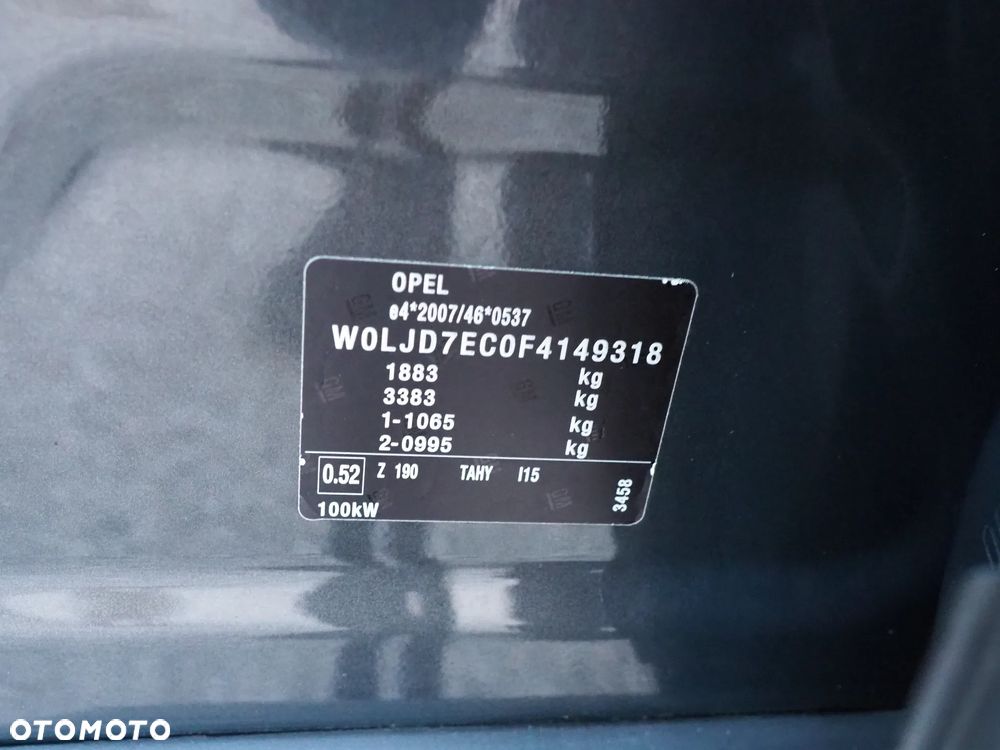 OPEL
e4*2007/46*0537
W0LJD7EC0F4149318
1883 kg
3383 kg
1-1065 kg
2-0995 kg
0.52 Z 190 TAHY I15
100kW
3458
OTOMOTO